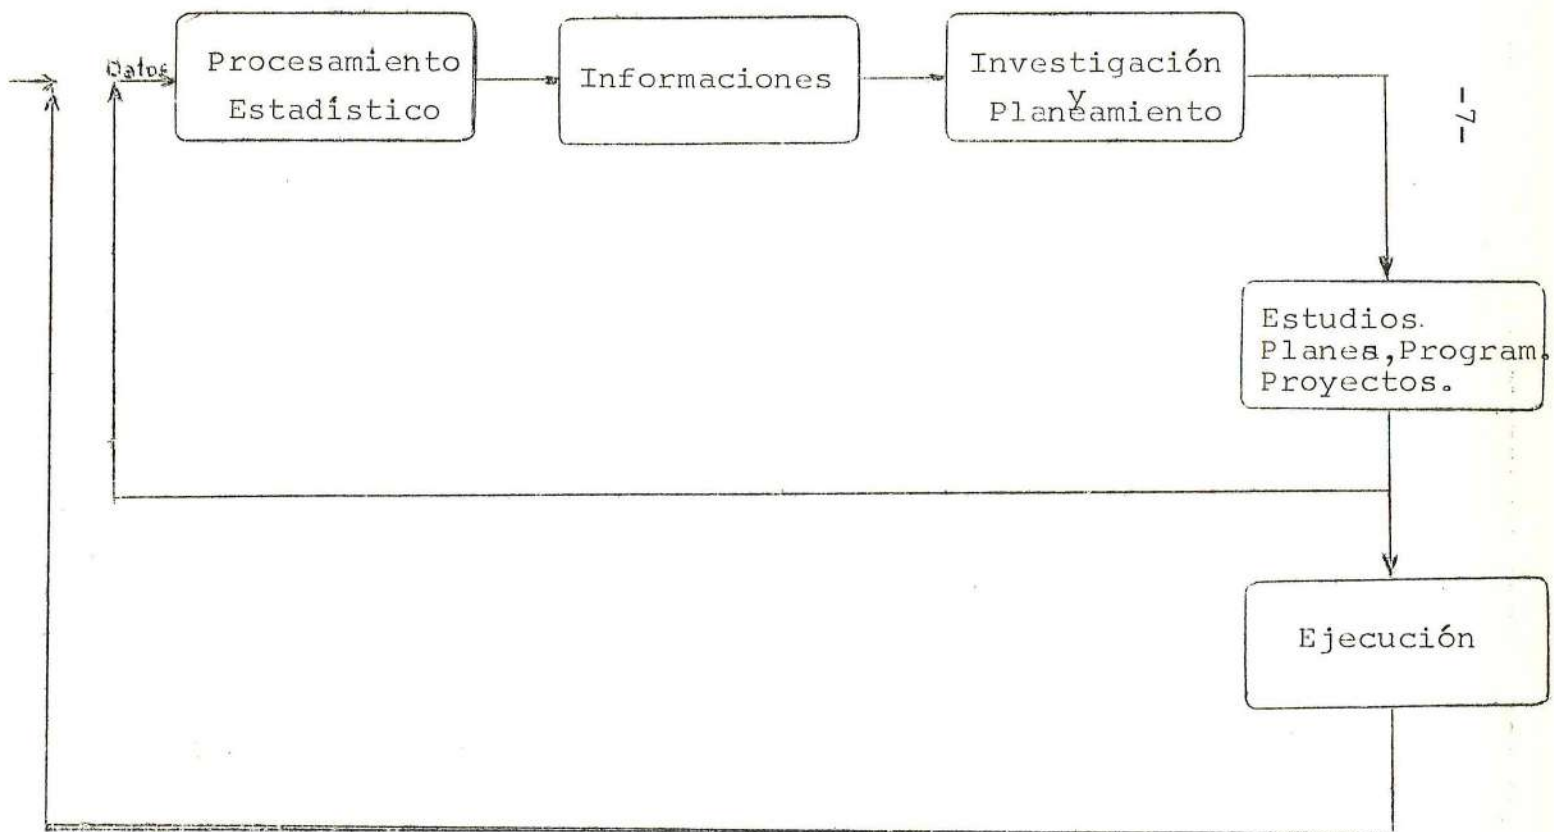 Datos
Procesamiento
Estadístico
Informaciones
Investigación
y
Planeamiento
-7-
Estudios.
Planes,Program.
Proyectos.
Ejecución